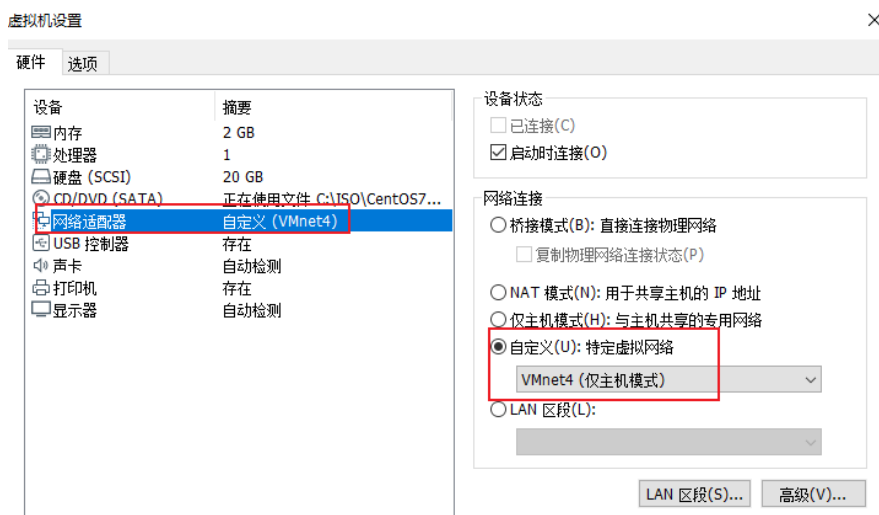 虚拟机设置
硬件 选项
设备 摘要
内存 2 GB
处理器 1
硬盘 (SCSI) 20 GB
CD/DVD (SATA) 正在使用文件 C:\ISO\CentOS7...
网络适配器 自定义 (VMnet4)
USB 控制器 存在
声卡 自动检测
打印机 存在
显示器 自动检测
设备状态
已连接(C)
启动时连接(O)
网络连接
桥接模式(B): 直接连接物理网络
复制物理网络连接状态(P)
NAT 模式(N): 用于共享主机的 IP 地址
仅主机模式(H): 与主机共享的专用网络
自定义(U): 特定虚拟网络
VMnet4 (仅主机模式)
LAN 区段(L):
LAN 区段(S)... 高级(V)...